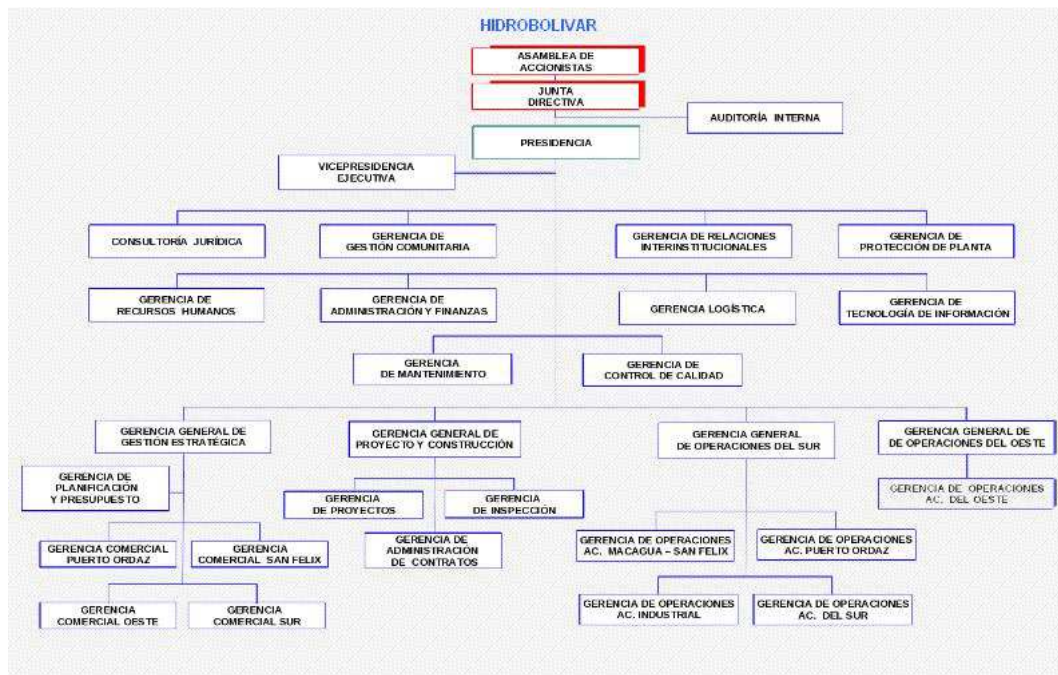 HIDROBOLIVAR
ASAMBLEA DE
ACCIONISTAS
JUNTA
DIRECTIVA
AUDITORÍA INTERNA
PRESIDENCIA
VICEPRESIDENCIA
EJECUTIVA
CONSULTORÍA JURÍDICA
GERENCIA DE
GESTIÓN COMUNITARIA
GERENCIA DE RELACIONES
INTERINSTITUCIONALES
GERENCIA DE
PROTECCIÓN DE PLANTA
GERENCIA DE
RECURSOS HUMANOS
GERENCIA DE
ADMINISTRACIÓN Y FINANZAS
GERENCIA LOGÍSTICA
GERENCIA DE
TECNOLOGÍA DE INFORMACIÓN
GERENCIA
DE MANTENIMIENTO
GERENCIA DE
CONTROL DE CALIDAD
GERENCIA GENERAL DE
GESTIÓN ESTRATÉGICA
GERENCIA GENERAL DE
PROYECTO Y CONSTRUCCIÓN
GERENCIA GENERAL
DE OPERACIONES DEL SUR
GERENCIA GENERAL DE
DE OPERACIONES DEL OESTE
GERENCIA DE
PLANIFICACIÓN
Y PRESUPUESTO
GERENCIA
DE PROYECTOS
GERENCIA
DE INSPECCIÓN
GERENCIA DE OPERACIONES
AC. DEL OESTE
GERENCIA COMERCIAL
PUERTO ORDAZ
GERENCIA
COMERCIAL SAN FELIX
GERENCIA DE
ADMINISTRACIÓN
DE CONTRATOS
GERENCIA DE OPERACIONES
AC. MACAGUA – SAN FELIX
GERENCIA DE OPERACIONES
AC. PUERTO ORDAZ
GERENCIA
COMERCIAL OESTE
GERENCIA
COMERCIAL SUR
GERENCIA DE OPERACIONES
AC. INDUSTRIAL
GERENCIA DE OPERACIONES
AC. DEL SUR